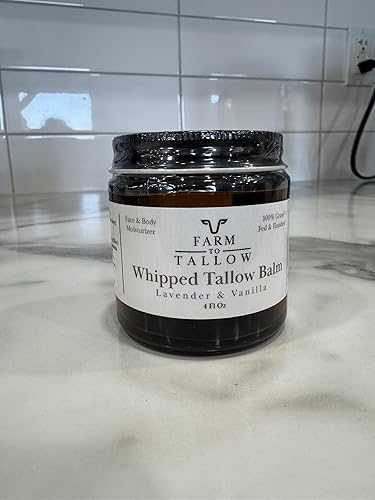 Face & Body
Moisturizer
100% Grass
Fed & Finished
FARM
TO
TALLOW
Whipped Tallow Balm
Lavender & Vanilla
4 Fl Oz